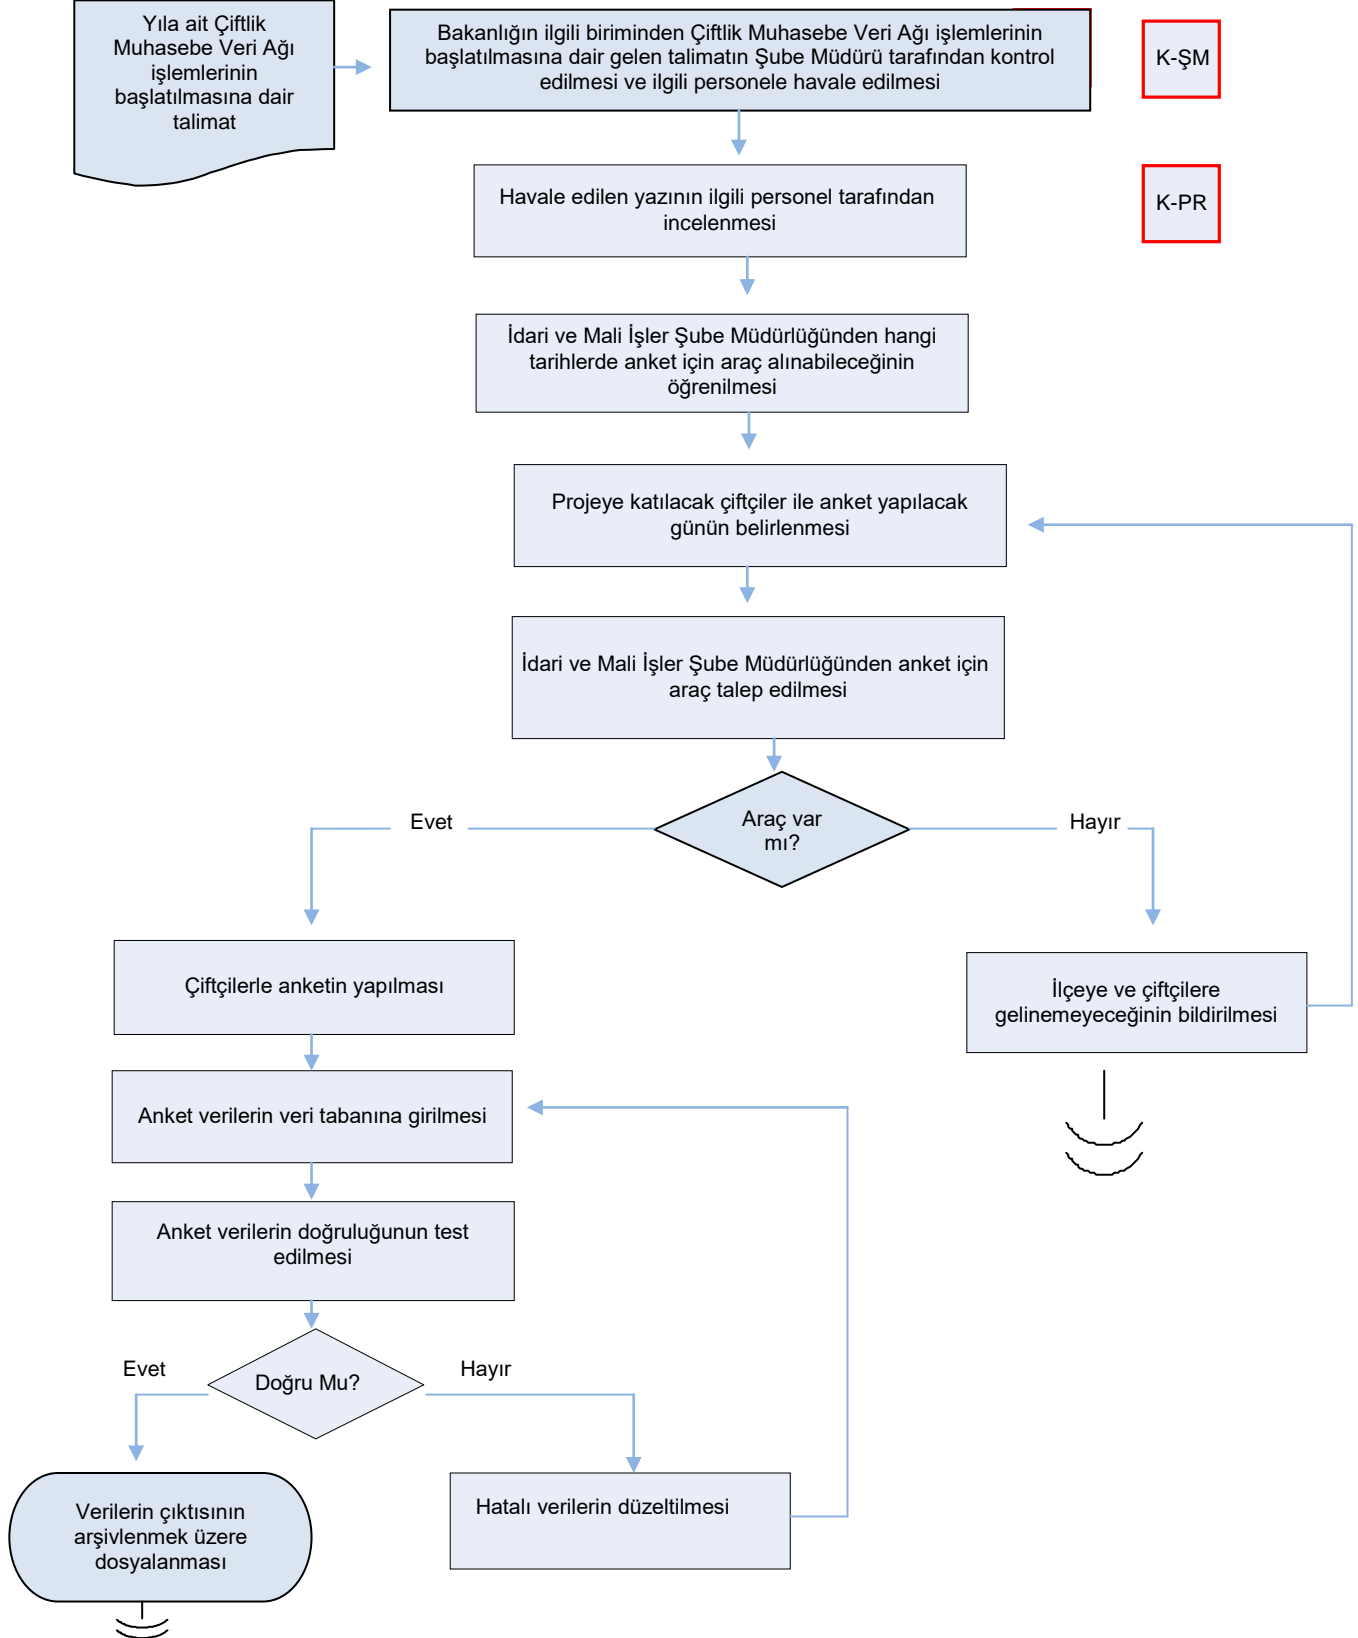 Yıla ait Çiftlik
Muhasebe Veri Ağı
işlemlerinin
başlatılmasına dair
talimat
Bakanlığın ilgili biriminden Çiftlik Muhasebe Veri Ağı işlemlerinin
başlatılmasına dair gelen talimatın Şube Müdürü tarafından kontrol
edilmesi ve ilgili personele havale edilmesi
K-ŞM
Havale edilen yazının ilgili personel tarafından
incelenmesi
K-PR
İdari ve Mali İşler Şube Müdürlüğünden hangi
tarihlerde anket için araç alınabileceğinin
öğrenilmesi
Projeye katılacak çiftçiler ile anket yapılacak
günün belirlenmesi
İdari ve Mali İşler Şube Müdürlüğünden anket için
araç talep edilmesi
Araç var
mı?
Evet
Hayır
Çiftçilerle anketin yapılması
İlçeye ve çiftçilere
gelinemeyeceğinin bildirilmesi
Anket verilerin veri tabanına girilmesi
Anket verilerin doğruluğunun test
edilmesi
Doğru Mu?
Evet
Hayır
Verilerin çıktısının
arşivlenmek üzere
dosyalanması
Hatalı verilerin düzeltilmesi